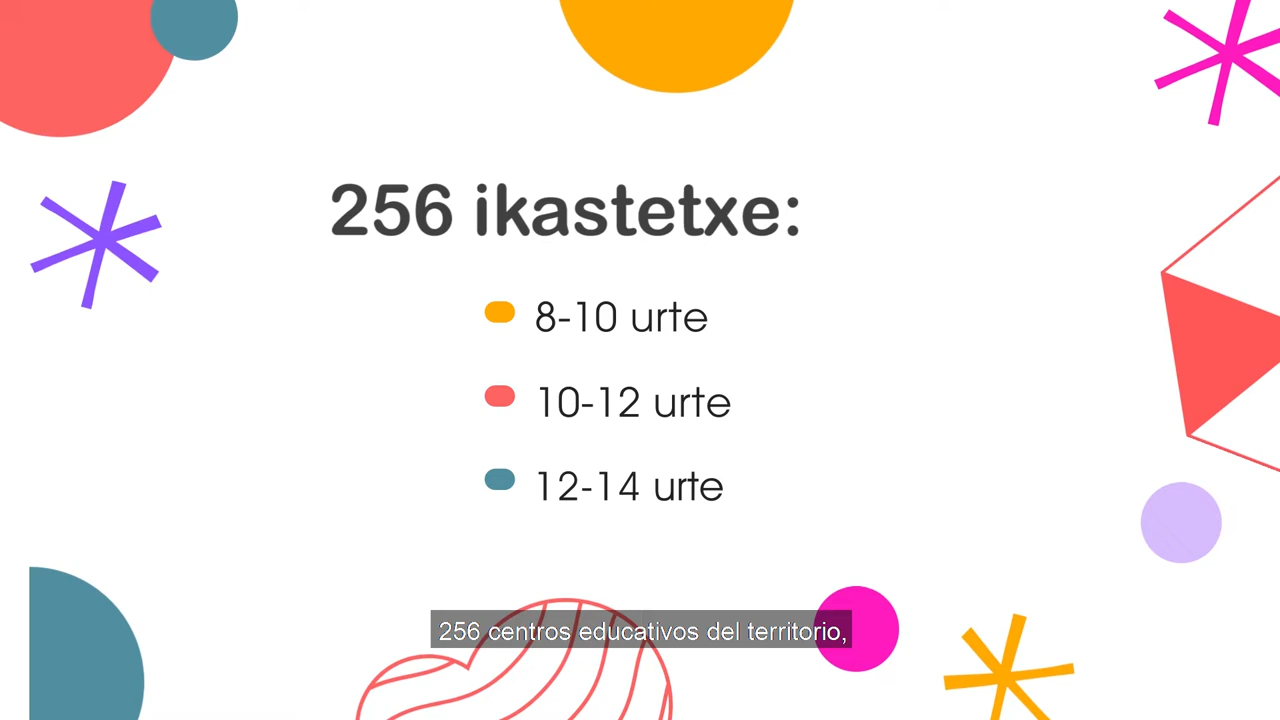 256 ikastetxe:
8-10 urte
10-12 urte
12-14 urte
256 centros educativos del territorio,